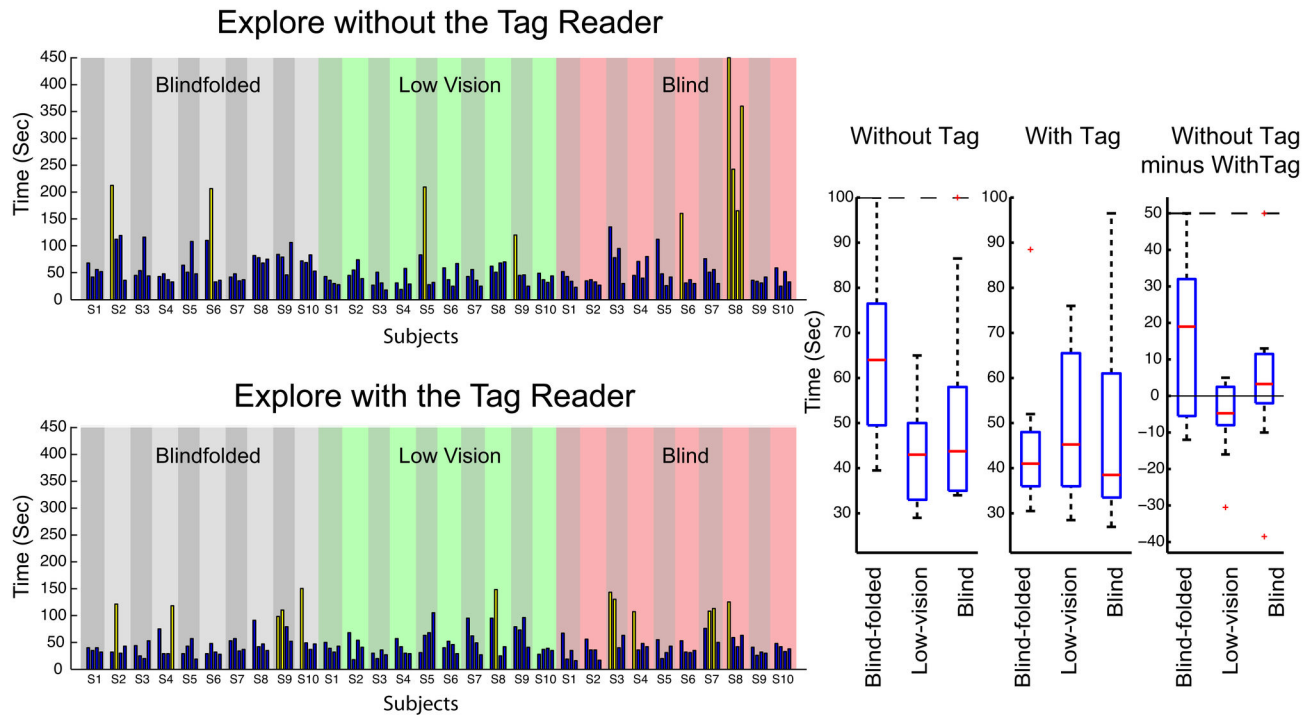 Explore without the Tag Reader
450
400
350
300
250
200
150
100
50
0
Time (Sec)
Blindfolded
Low Vision
Blind
S1 S2 S3 S4 S5 S6 S7 S8 S9 S10 S1 S2 S3 S4 S5 S6 S7 S8 S9 S10 S1 S2 S3 S4 S5 S6 S7 S8 S9 S10
Subjects
Explore with the Tag Reader
450
400
350
300
250
200
150
100
50
0
Time (Sec)
Blindfolded
Low Vision
Blind
S1 S2 S3 S4 S5 S6 S7 S8 S9 S10 S1 S2 S3 S4 S5 S6 S7 S8 S9 S10 S1 S2 S3 S4 S5 S6 S7 S8 S9 S10
Subjects
Without Tag
100
90
80
70
60
50
40
30
Time (Sec)
Blind-folded
Low-vision
Blind
With Tag
100
90
80
70
60
50
40
30
Blind-folded
Low-vision
Blind
Without Tag
minus WithTag
50
40
30
20
10
0
−10
−20
−30
−40
Blind-folded
Low-vision
Blind